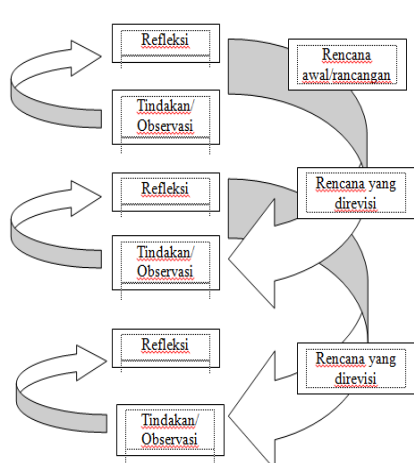 Refleksi
Rencana
awal/rancangan
Tindakan/
Observasi
Refleksi
Rencana yang
direvisi
Tindakan/
Observasi
Refleksi
Rencana yang
direvisi
Tindakan/
Observasi